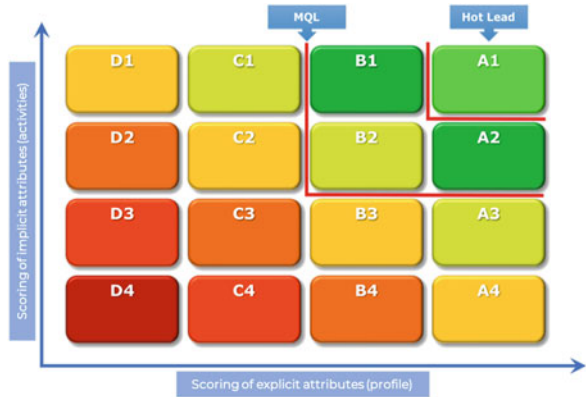 MQL
Hot Lead
D1
C1
B1
A1
D2
C2
B2
A2
D3
C3
B3
A3
D4
C4
B4
A4
Scoring of implicit attributes (activities)
Scoring of explicit attributes (profile)